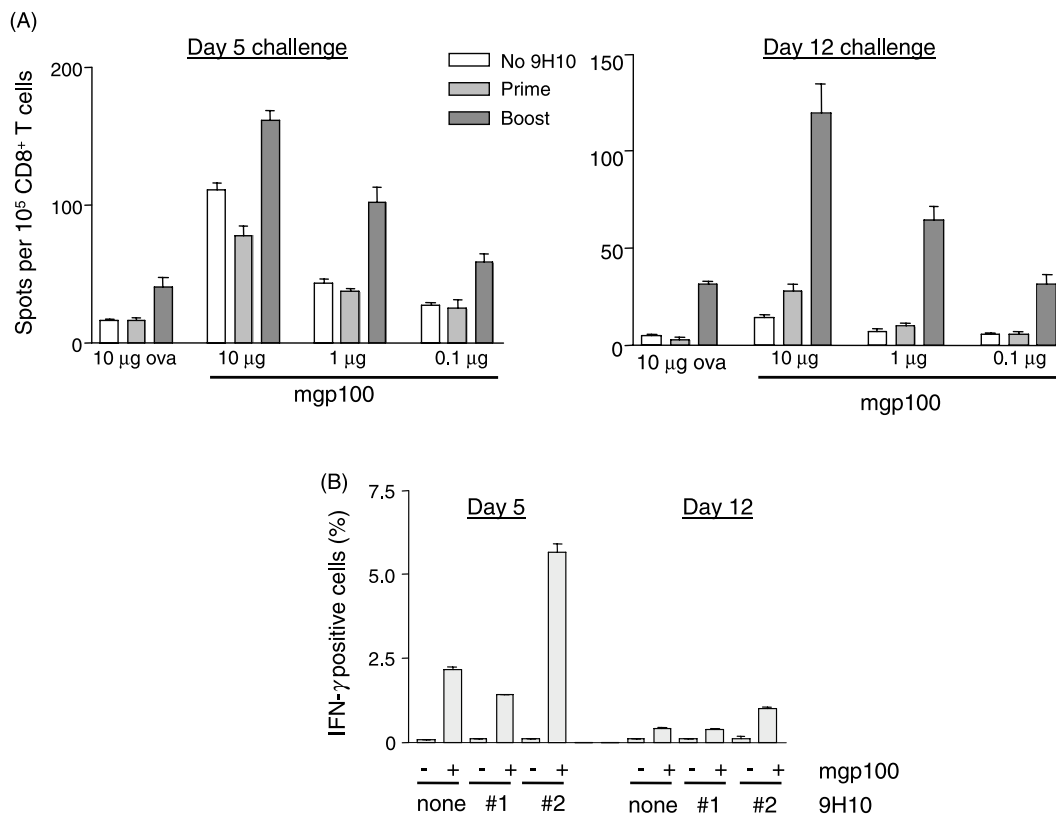 (A)
Day 5 challenge
No 9H10
Prime
Boost
Day 12 challenge
Spots per 10⁵ CD8⁺ T cells
200
100
0
10 μg ova
10 μg
1 μg
0.1 μg
mgp100
150
100
50
0
10 μg ova
10 μg
1 μg
0.1 μg
mgp100
(B)
IFN-γ positive cells (%)
7.5
5.0
2.5
0
Day 5
Day 12
- + - + - + - + - + - + mgp100
none #1 #2 none #1 #2 9H10